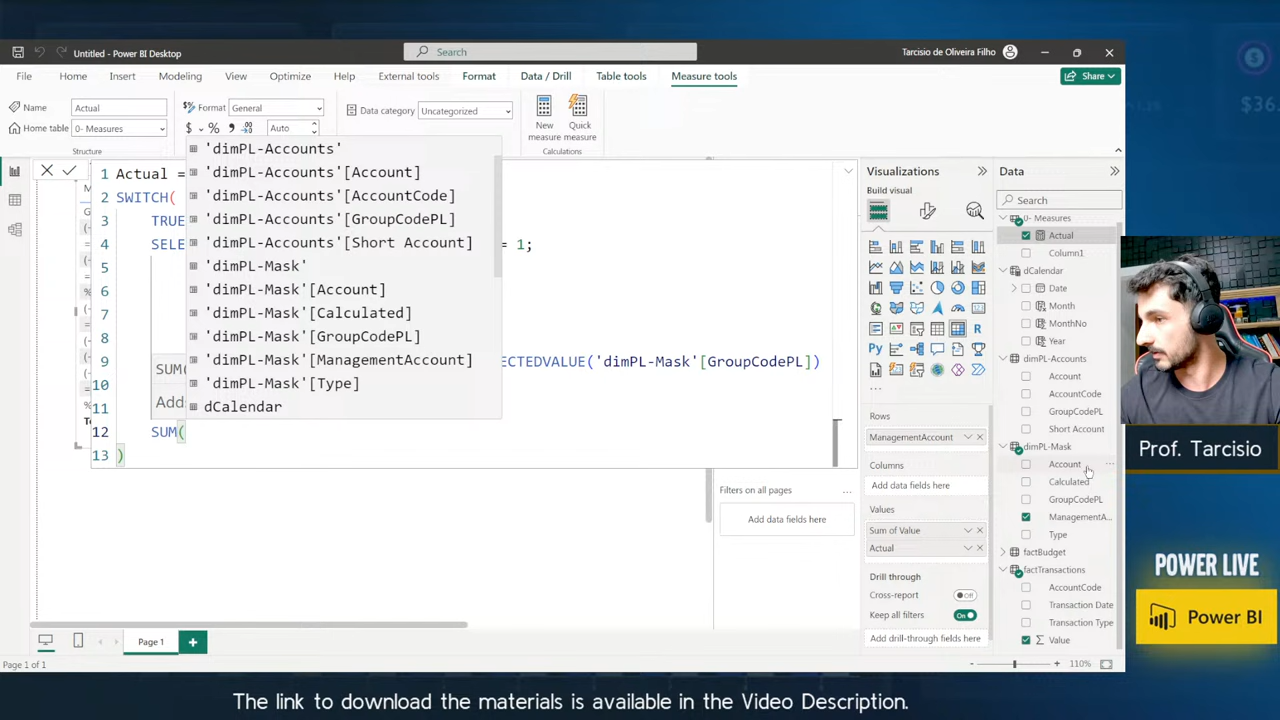 Untitled - Power BI Desktop
Search
Tarcisio de Oliveira Filho
File
Home
Insert
Modeling
View
Optimize
Help
External tools
Format
Data / Drill
Table tools
Measure tools
Share
Name
Actual
Home table
0- Measures
Structure
Format
General
$
%
Auto
Data category
Uncategorized
New measure
Quick measure
Calculations
1 Actual =
2 SWITCH(
3 TRUE
4 SELE
= 1;
5
6
7
8
9
ECTEDVALUE('dimPL-Mask'[GroupCodePL])
10
11
12 SUM(
13 )
SUM(
Adds
'dimPL-Accounts'
'dimPL-Accounts'[Account]
'dimPL-Accounts'[AccountCode]
'dimPL-Accounts'[GroupCodePL]
'dimPL-Accounts'[Short Account]
'dimPL-Mask'
'dimPL-Mask'[Account]
'dimPL-Mask'[Calculated]
'dimPL-Mask'[GroupCodePL]
'dimPL-Mask'[ManagementAccount]
'dimPL-Mask'[Type]
dCalendar
Filters on all pages
Add data fields here
Visualizations
Build visual
Rows
ManagementAccount
Columns
Add data fields here
Values
Sum of Value
Actual
Drill through
Cross-report
Off
Keep all filters
On
Add drill-through fields here
Data
Search
0- Measures
Actual
Column1
dCalendar
Date
Month
MonthNo
Year
dimPL-Accounts
Account
AccountCode
GroupCodePL
Short Account
dimPL-Mask
Account
Calculated
GroupCodePL
ManagementA...
Type
factBudget
factTransactions
AccountCode
Transaction Date
Transaction Type
Value
Page 1
Page 1 of 1
110%
Prof. Tarcisio
POWER LIVE
Power BI
The link to download the materials is available in the Video Description.